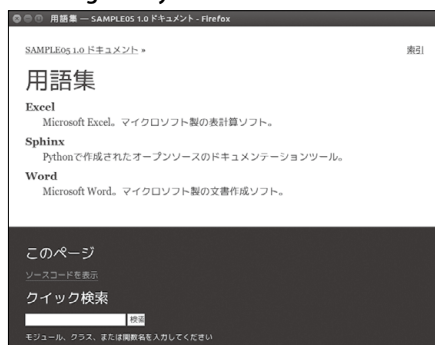 用語集 — SAMPLE05 1.0 ドキュメント - Firefox
SAMPLE05 1.0 ドキュメント » 索引
用語集
Excel
Microsoft Excel。マイクロソフト製の表計算ソフト。
Sphinx
Pythonで作成されたオープンソースのドキュメンテーションツール。
Word
Microsoft Word。マイクロソフト製の文書作成ソフト。
このページ
ソースコードを表示
クイック検索
検索
モジュール、クラス、または関数名を入力してください